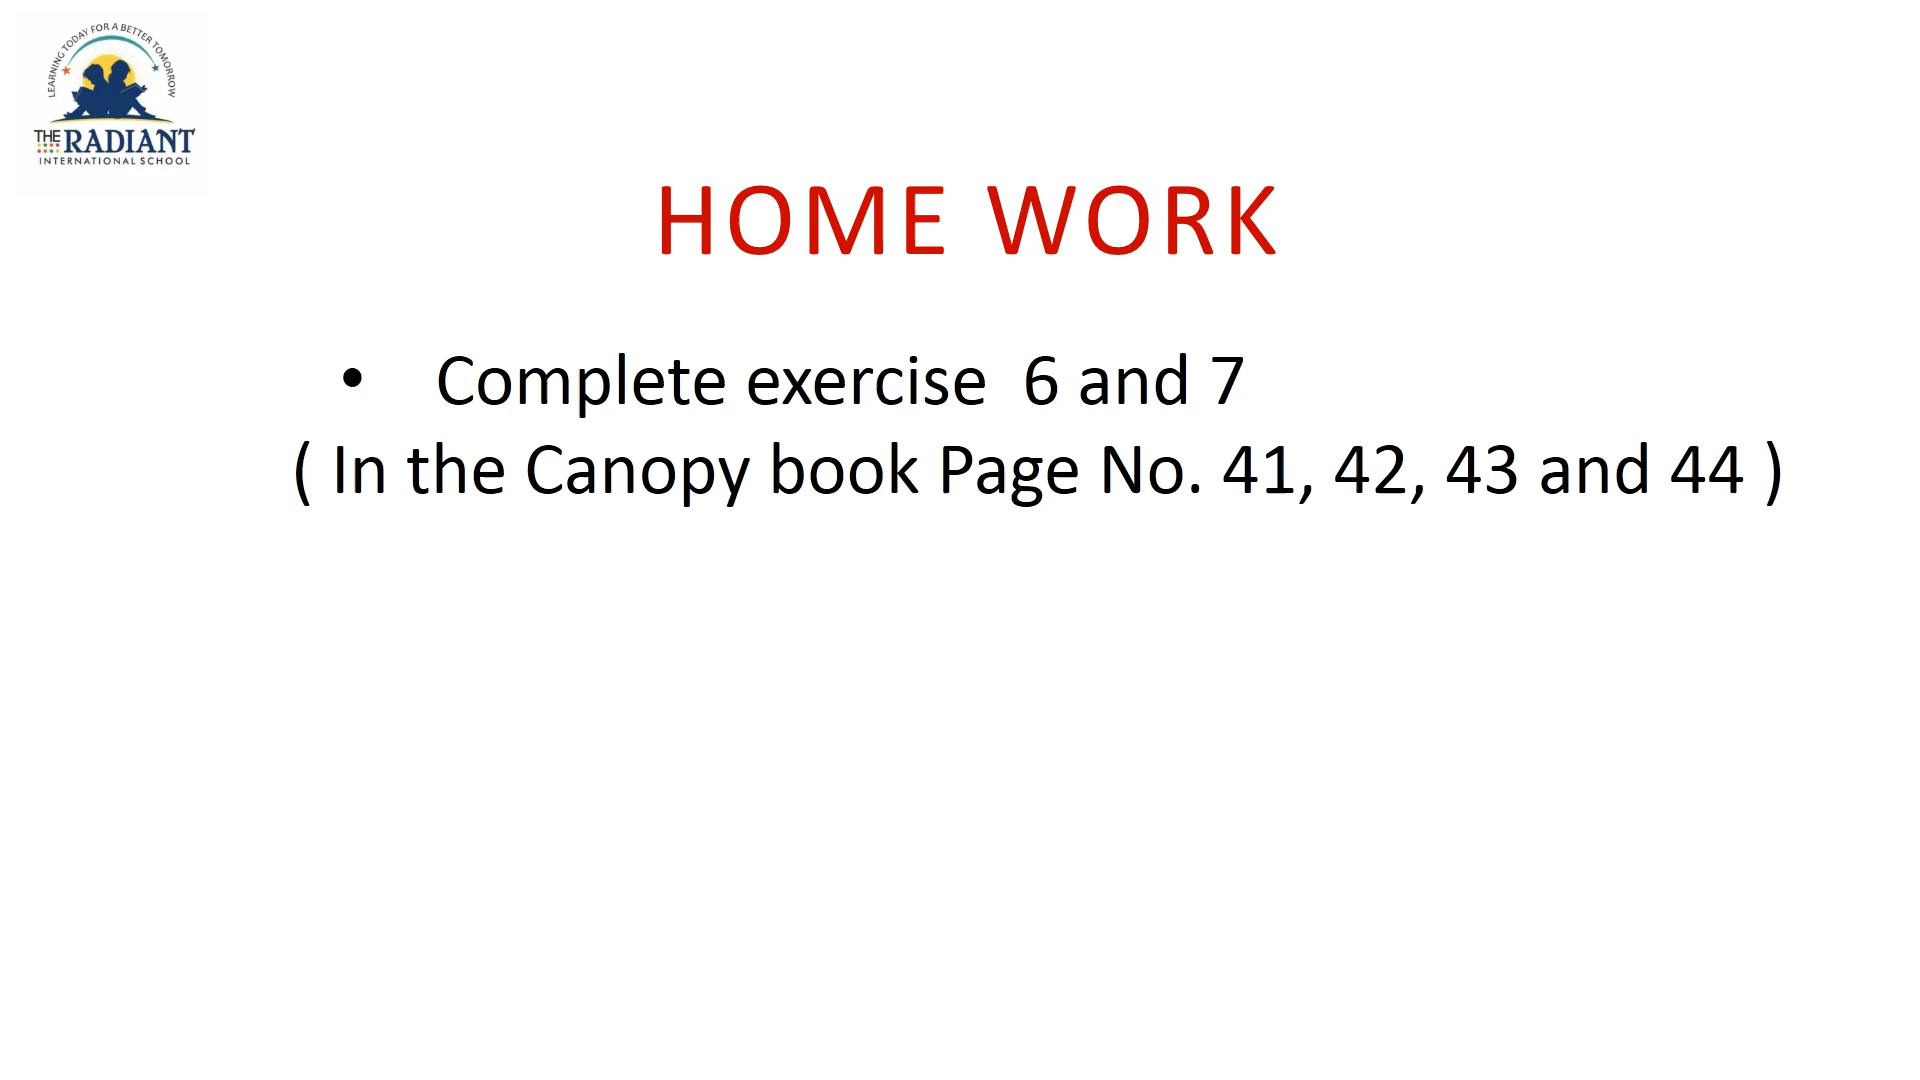 LEARNING TODAY FOR A BETTER TOMORROW
THE RADIANT
INTERNATIONAL SCHOOL
HOME WORK
• Complete exercise  6 and 7
( In the Canopy book Page No. 41, 42, 43 and 44 )